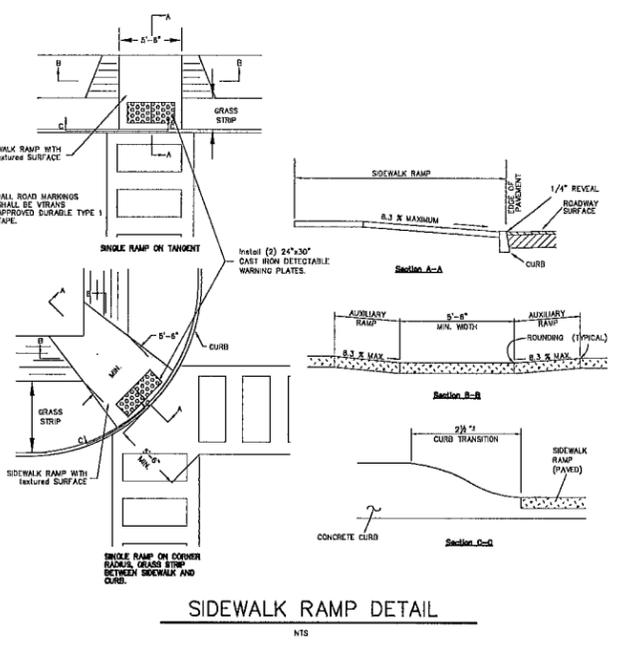 A
5'-6"
B
B
GRASS
STRIP
C
C
A
WALK RAMP WITH
textured SURFACE
ALL ROAD MARKINGS
SHALL BE VTRANS
APPROVED DURABLE TYPE 1
TAPE.
SINGLE RAMP ON TANGENT
Install (2) 24"x30"
CAST IRON DETECTABLE
WARNING PLATES.
A
B
B
5'-6"
MIN.
CURB
GRASS
STRIP
C
A
5'-6"
MIN.
SIDEWALK RAMP WITH
textured SURFACE
SINGLE RAMP ON CORNER
RADIUS, GRASS STRIP
BETWEEN SIDEWALK AND
CURB.
SIDEWALK RAMP
EDGE OF
PAVEMENT
1/4" REVEAL
ROADWAY
SURFACE
8.3 % MAXIMUM
CURB
Section A-A
AUXILIARY
RAMP
5'-6"
MIN. WIDTH
AUXILIARY
RAMP
ROUNDING (TYPICAL)
8.3 % MAX.
8.3 % MAX.
Section B-B
CURB TRANSITION
SIDEWALK
RAMP
(PAVED)
CONCRETE CURB
Section C-C
SIDEWALK RAMP DETAIL
NTS